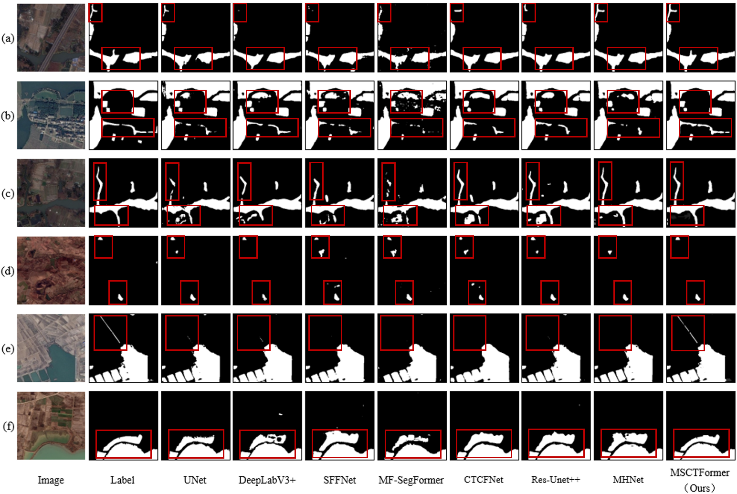 (a)
(b)
(c)
(d)
(e)
(f)
Image Label UNet DeepLabV3+ SFFNet MF-SegFormer CTCFNet Res-Unet++ MHNet MSCTFormer
（Ours）